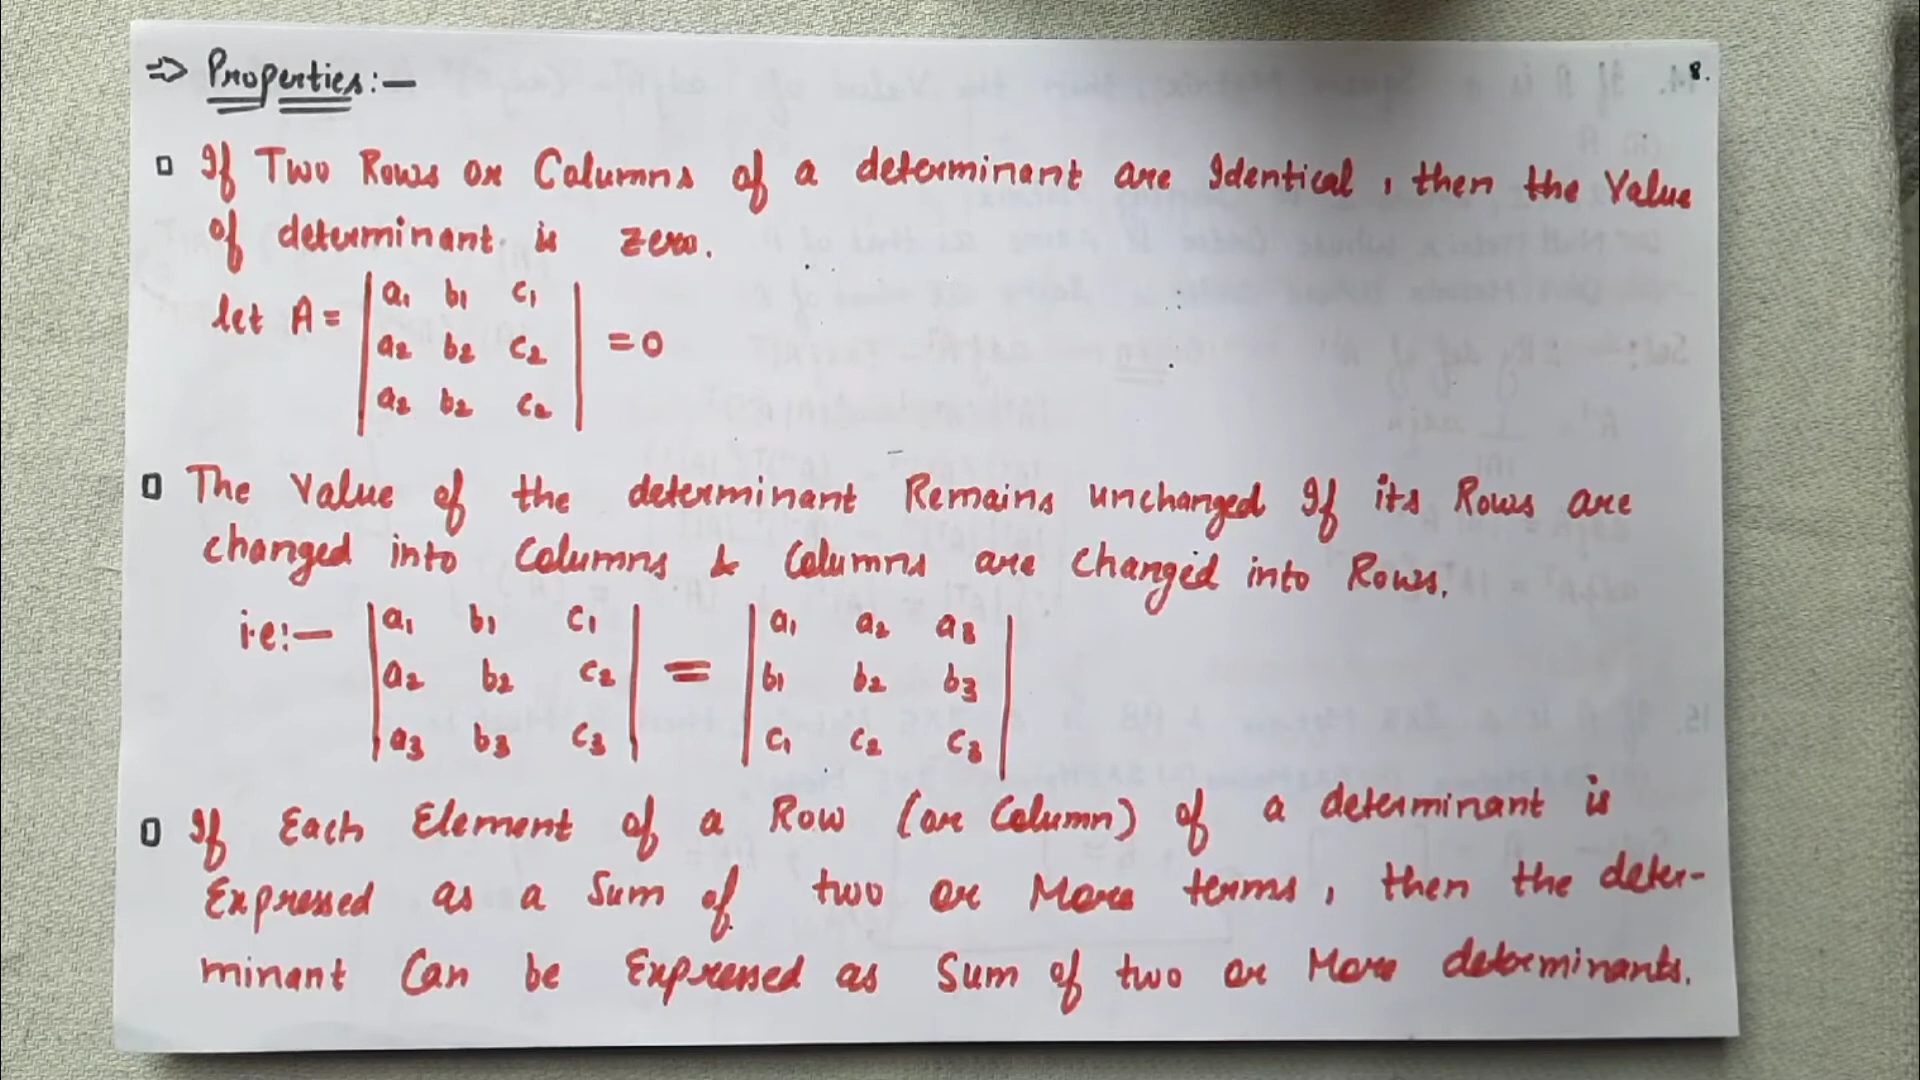 8.
⇒ Properties:-
▫ If Two Rows or Columns of a determinant are Identical, then the Value
of determinant is zero.
let A = | a₁ b₁ c₁ |
| a₂ b₂ c₂ | = 0
| a₂ b₂ c₂ |
▫ The Value of the determinant Remains unchanged If its Rows are
changed into Columns & Columns are changed into Rows.
i.e:- | a₁ b₁ c₁ | | a₁ a₂ a₃ |
| a₂ b₂ c₂ | = | b₁ b₂ b₃ |
| a₃ b₃ c₃ | | c₁ c₂ c₃ |
▫ If Each Element of a Row (or Column) of a determinant is
Expressed as a Sum of two or More terms, then the deter-
minant Can be Expressed as Sum of two or More determinants.